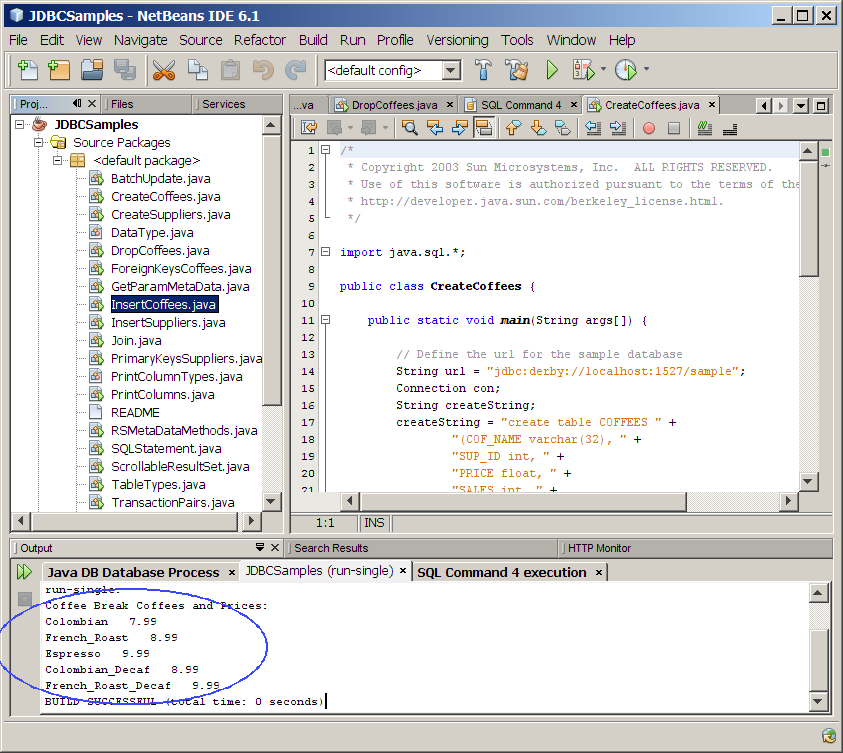 JDBCSamples - NetBeans IDE 6.1
File Edit View Navigate Source Refactor Build Run Profile Versioning Tools Window Help
<default config>
Proj... Files Services
JDBCSamples
Source Packages
<default package>
BatchUpdate.java
CreateCoffees.java
CreateSuppliers.java
DataType.java
DropCoffees.java
ForeignKeysCoffees.java
GetParamMetaData.java
InsertCoffees.java
InsertSuppliers.java
Join.java
PrimaryKeysSuppliers.java
PrintColumnTypes.java
PrintColumns.java
README
RSMetaDataMethods.java
SQLStatement.java
ScrollableResultSet.java
TableTypes.java
TransactionPairs.java
...va DropCoffees.java SQL Command 4 CreateCoffees.java
1 /*
2 * Copyright 2003 Sun Microsystems, Inc.  ALL RIGHTS RESERVED.
3 * Use of this software is authorized pursuant to the terms of the
4 * http://developer.java.sun.com/berkeley_license.html.
5 */
6
7 import java.sql.*;
8
9 public class CreateCoffees {
10
11 public static void main(String args[]) {
12
13 // Define the url for the sample database
14 String url = "jdbc:derby://localhost:1527/sample";
15 Connection con;
16 String createString;
17 createString = "create table COFFEES " +
18 "(COF_NAME varchar(32), " +
19 "SUP_ID int, " +
20 "PRICE float, " +
21 "SALES int, " +
1:1 INS
Output Search Results HTTP Monitor
Java DB Database Process JDBCSamples (run-single) SQL Command 4 execution
run-single:
Coffee Break Coffees and Prices:
Colombian 7.99
French_Roast 8.99
Espresso 9.99
Colombian_Decaf 8.99
French_Roast_Decaf 9.99
BUILD SUCCESSFUL (total time: 0 seconds)